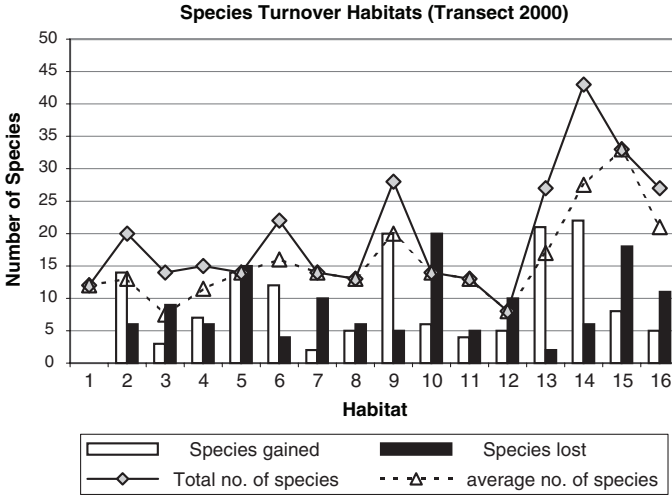 Species Turnover Habitats (Transect 2000)
50
45
40
35
30
25
20
15
10
5
0
Number of Species
1 2 3 4 5 6 7 8 9 10 11 12 13 14 15 16
Habitat
Species gained Species lost
Total no. of species average no. of species